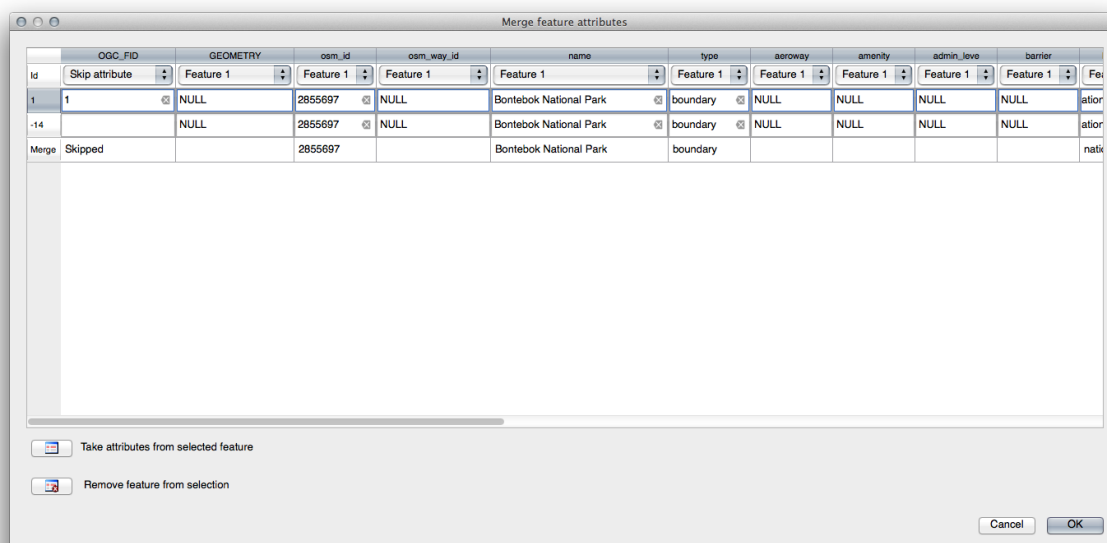 Merge feature attributes
OGC_FID GEOMETRY osm_id osm_way_id name type aeroway amenity admin_leve barrier
Id Skip attribute Feature 1 Feature 1 Feature 1 Feature 1 Feature 1 Feature 1 Feature 1 Feature 1 Feature 1 Fea
1 1 NULL 2855697 NULL Bontebok National Park boundary NULL NULL NULL NULL ation
-14 NULL 2855697 NULL Bontebok National Park boundary NULL NULL NULL NULL ation
Merge Skipped 2855697 Bontebok National Park boundary natio
Take attributes from selected feature
Remove feature from selection
Cancel OK